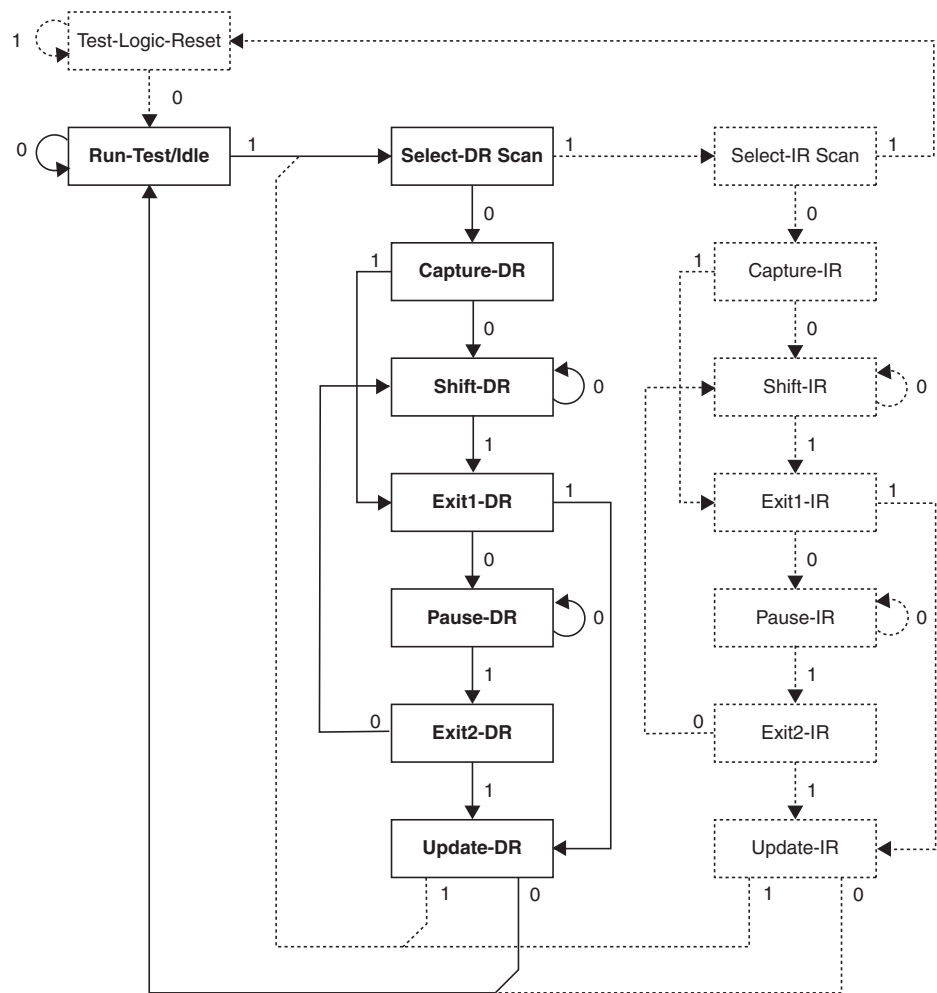 1
Test-Logic-Reset
0
0
Run-Test/Idle
1
Select-DR Scan
1
Select-IR Scan
1
0
0
1
Capture-DR
1
Capture-IR
0
0
Shift-DR
0
Shift-IR
0
1
1
Exit1-DR
1
Exit1-IR
1
0
0
Pause-DR
0
Pause-IR
0
1
1
0
Exit2-DR
0
Exit2-IR
1
1
Update-DR
Update-IR
1
0
1
0